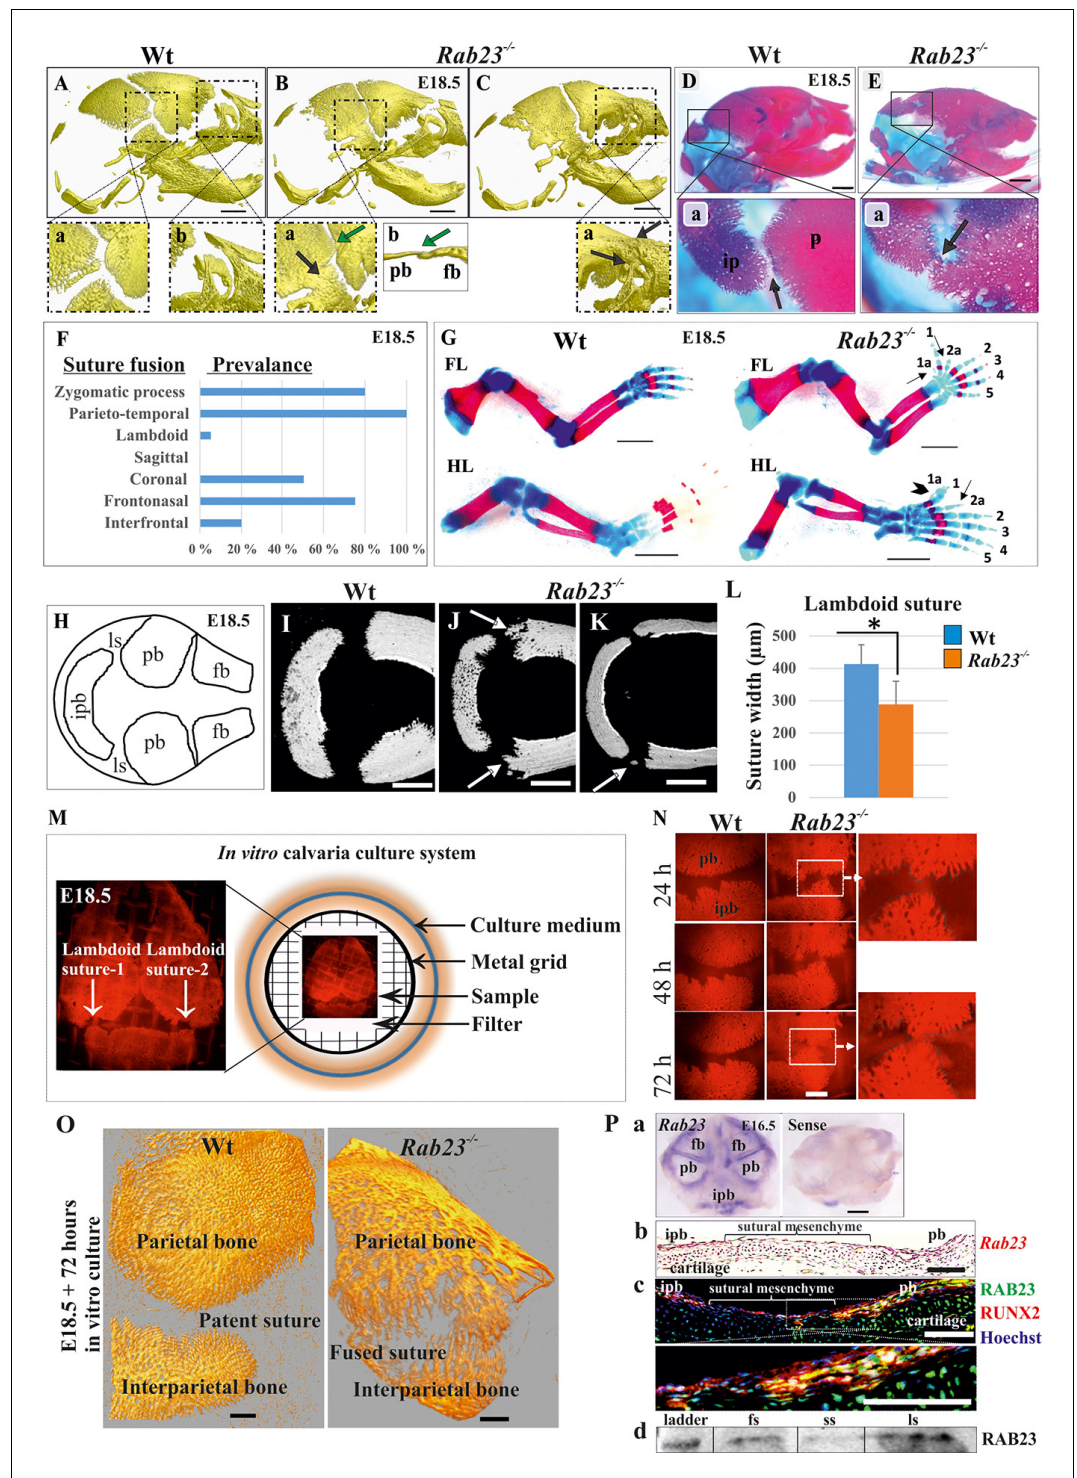 Wt
Rab23-/-
Wt
Rab23-/-
A
B
E18.5
C
D
E18.5
E
a
b
a
b
pb
fb
a
a
ip
p
a
F
E18.5
Suture fusion
Prevalance
Zygomatic process
Parieto-temporal
Lambdoid
Sagittal
Coronal
Frontonasal
Interfrontal
0 %
20 %
40 %
60 %
80 %
100 %
G
Wt
E18.5
Rab23-/-
FL
FL
1
2a
2
1a
3
4
5
HL
HL
1a
1
2a
2
3
4
5
Wt
Rab23-/-
H
E18.5
ls
pb
fb
ipb
pb
fb
ls
I
J
K
L
Lambdoid suture
*
Suture width (µm)
500
400
300
200
100
0
Wt
Rab23-/-
M
In vitro calvaria culture system
E18.5
Lambdoid suture-1
Lambdoid suture-2
Culture medium
Metal grid
Sample
Filter
N
Wt
Rab23-/-
24 h
pb
ipb
48 h
72 h
O
Wt
Rab23-/-
E18.5 + 72 hours
in vitro culture
Parietal bone
Parietal bone
Patent suture
Fused suture
Interparietal bone
Interparietal bone
P
a
Rab23
E16.5
Sense
fb
fb
pb
pb
ipb
b
ipb
sutural mesenchyme
pb
Rab23
cartilage
c
ipb
sutural mesenchyme
pb
RAB23
RUNX2
cartilage
Hoechst
ladder
fs
ss
ls
d
RAB23